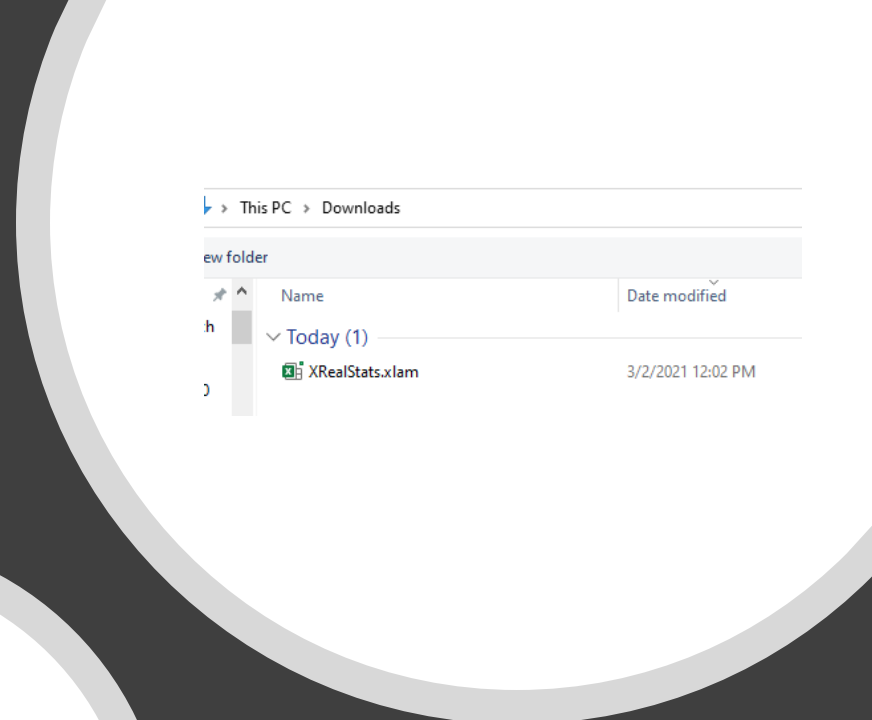 This PC > Downloads
ew folder
Name Date modified
h
Today (1)
XRealStats.xlam 3/2/2021 12:02 PM